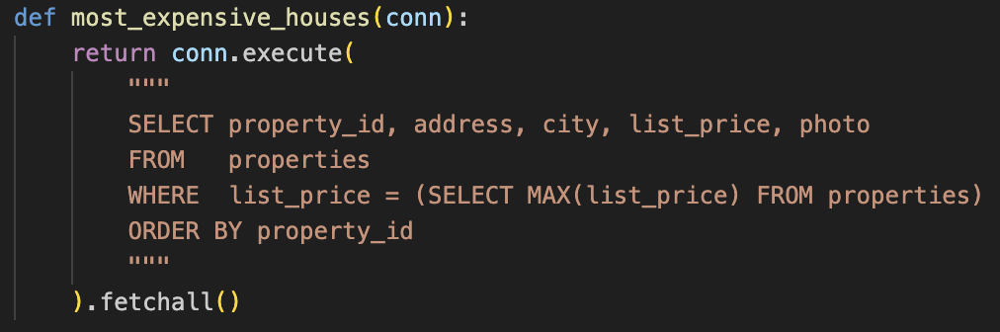 def most_expensive_houses(conn):
    return conn.execute(
        """
        SELECT property_id, address, city, list_price, photo
        FROM   properties
        WHERE  list_price = (SELECT MAX(list_price) FROM properties)
        ORDER BY property_id
        """
    ).fetchall()